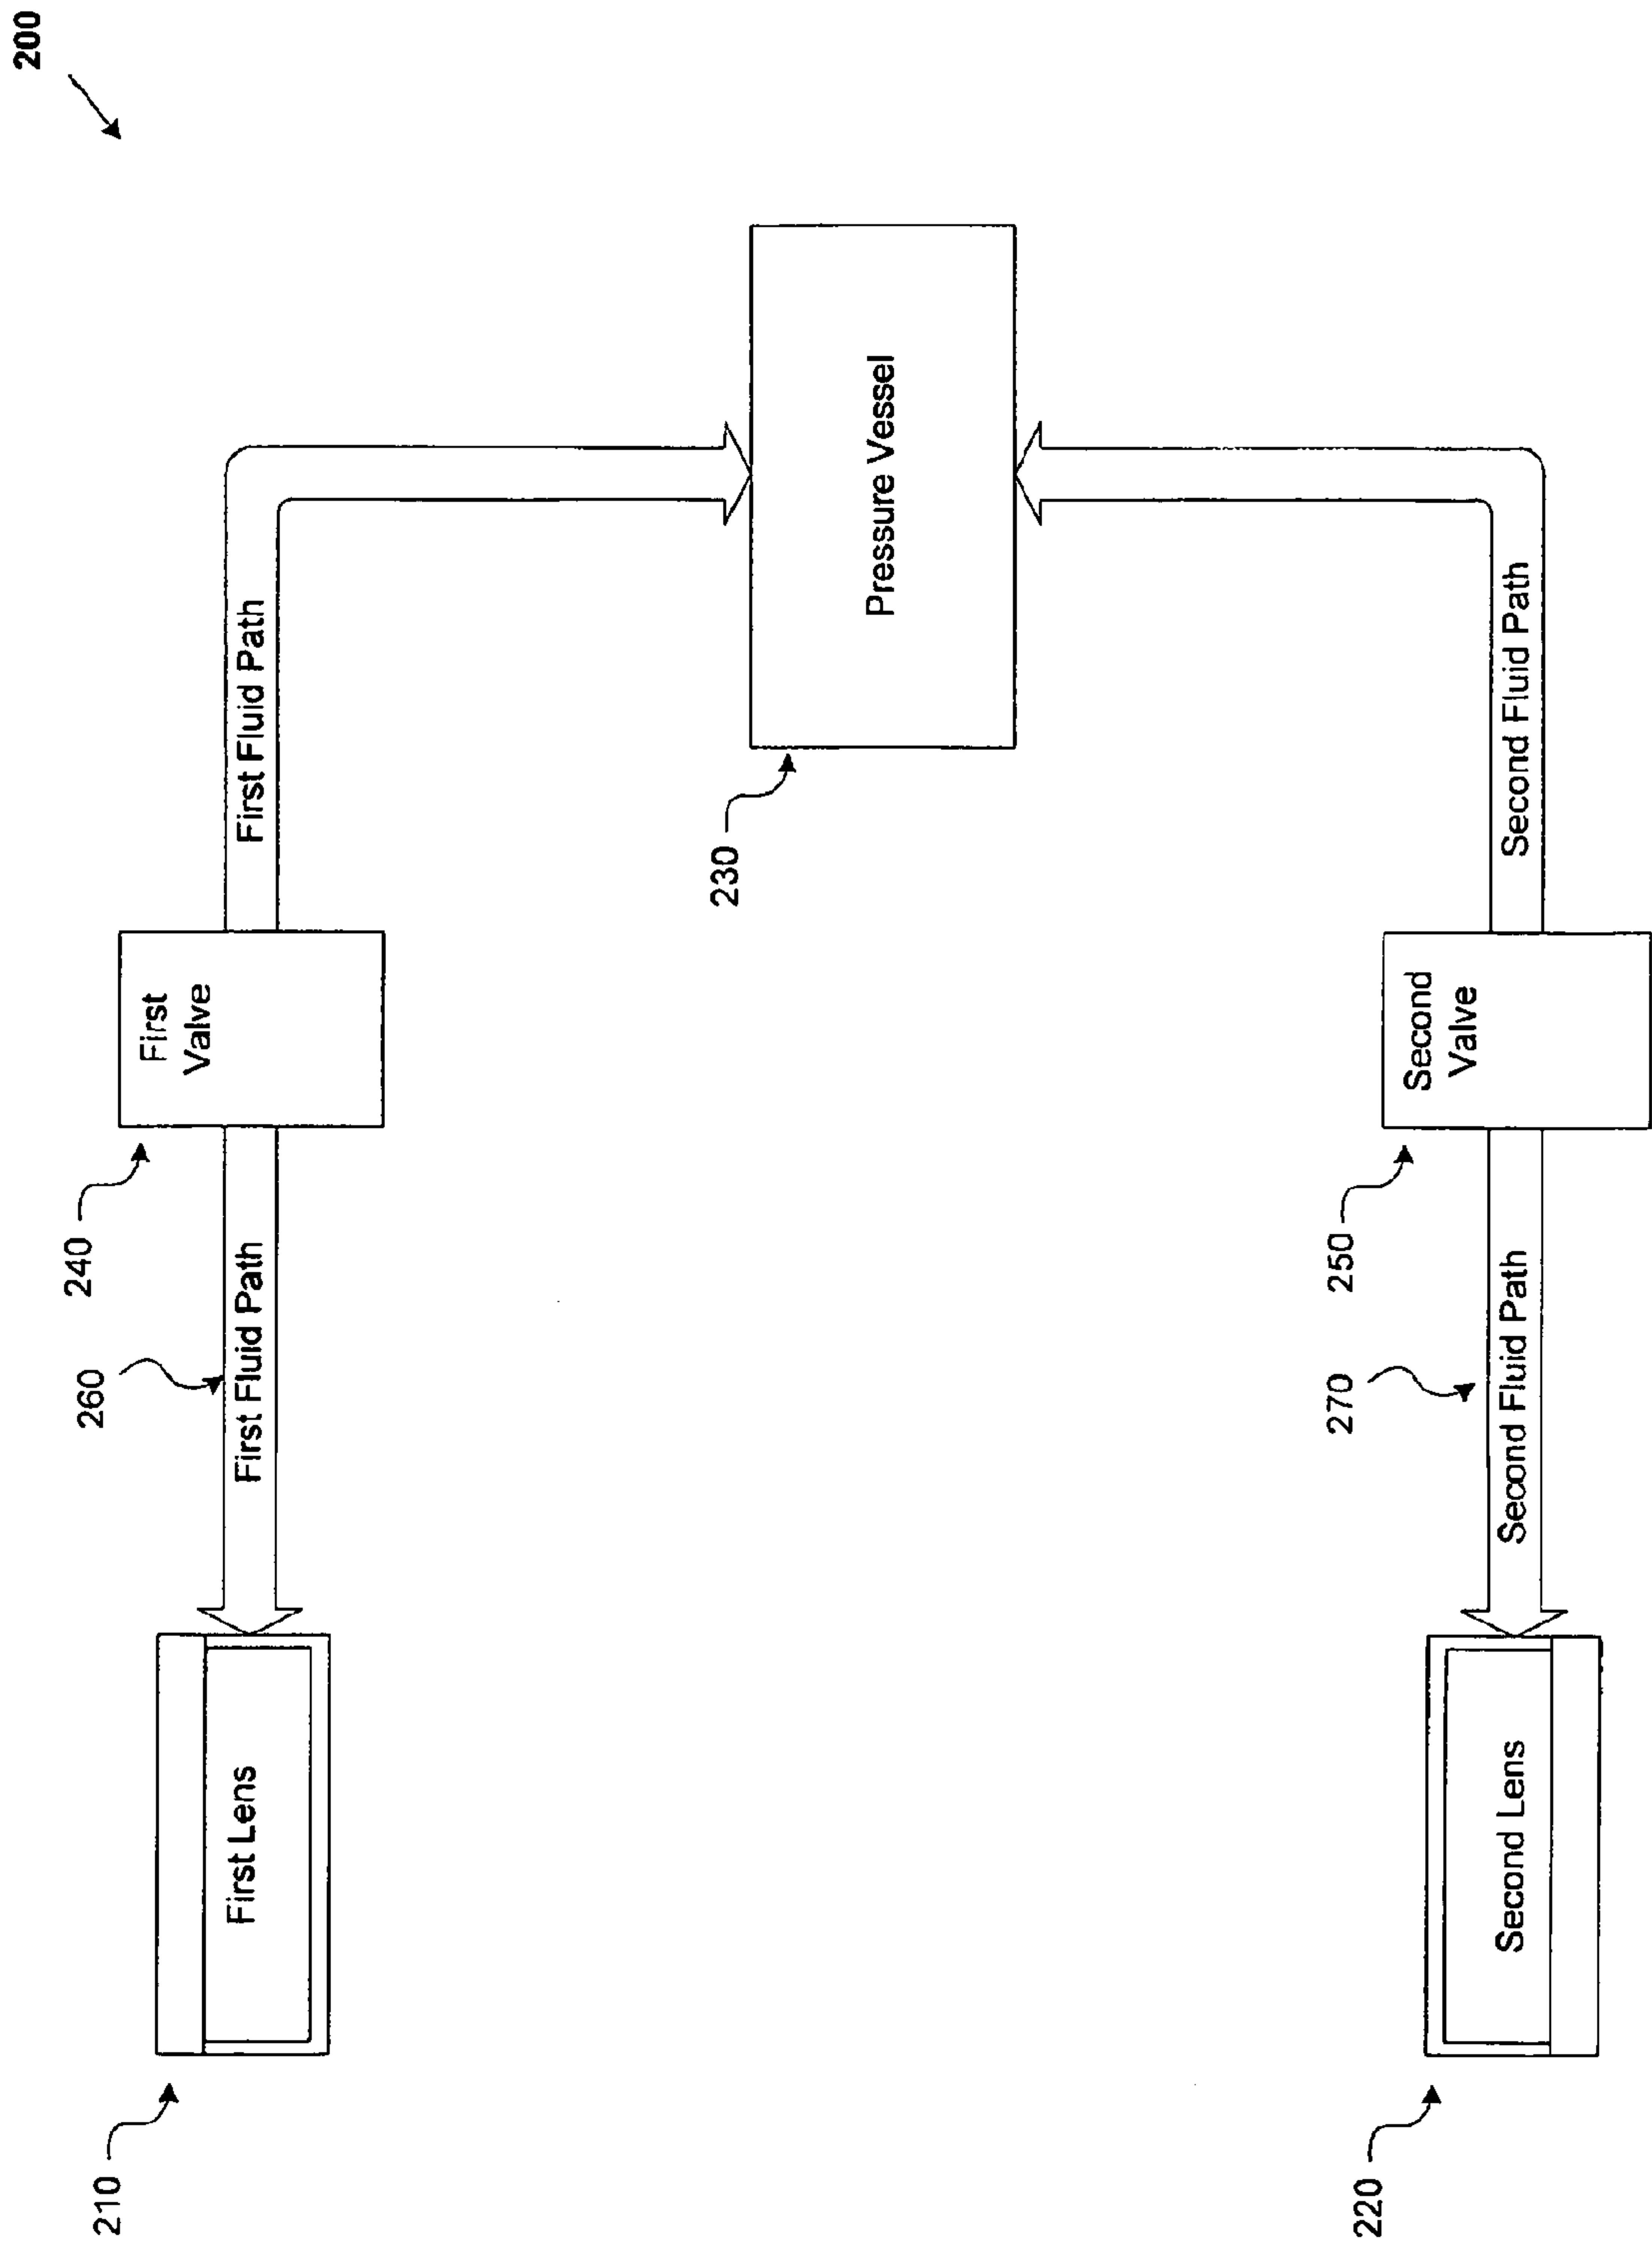 200
First Lens
210
First Fluid Path
260
First
Valve
240
First Fluid Path
Pressure Vessel
230
Second Lens
220
Second Fluid Path
270
Second
Valve
250
Second Fluid Path